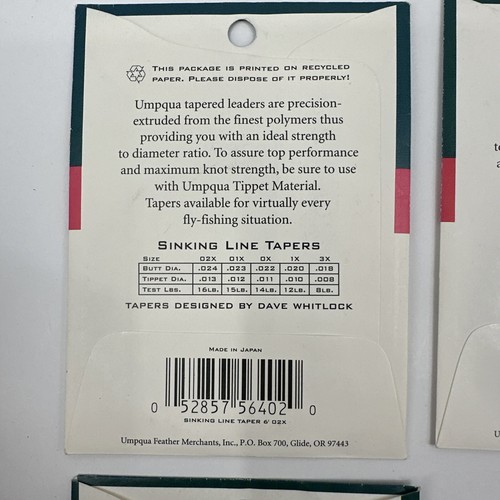 THIS PACKAGE IS PRINTED ON RECYCLED
PAPER. PLEASE DISPOSE OF IT PROPERLY!
Umpqua tapered leaders are precision-
extruded from the finest polymers thus
providing you with an ideal strength
to diameter ratio. To assure top performance
and maximum knot strength, be sure to use
with Umpqua Tippet Material.
Tapers available for virtually every
fly-fishing situation.
SINKING LINE TAPERS
SIZE 02X 01X 0X 1X 3X
BUTT DIA. .024 .023 .022 .020 .018
TIPPET DIA. .013 .012 .011 .010 .008
TEST LBS. 16LB. 15LB. 14LB. 12LB. 8LB.
TAPERS DESIGNED BY DAVE WHITLOCK
MADE IN JAPAN
0 52857 56402 0
SINKING LINE TAPER 6' 02X
Umpqua Feather Merchants, Inc., P.O. Box 700, Glide, OR 97443